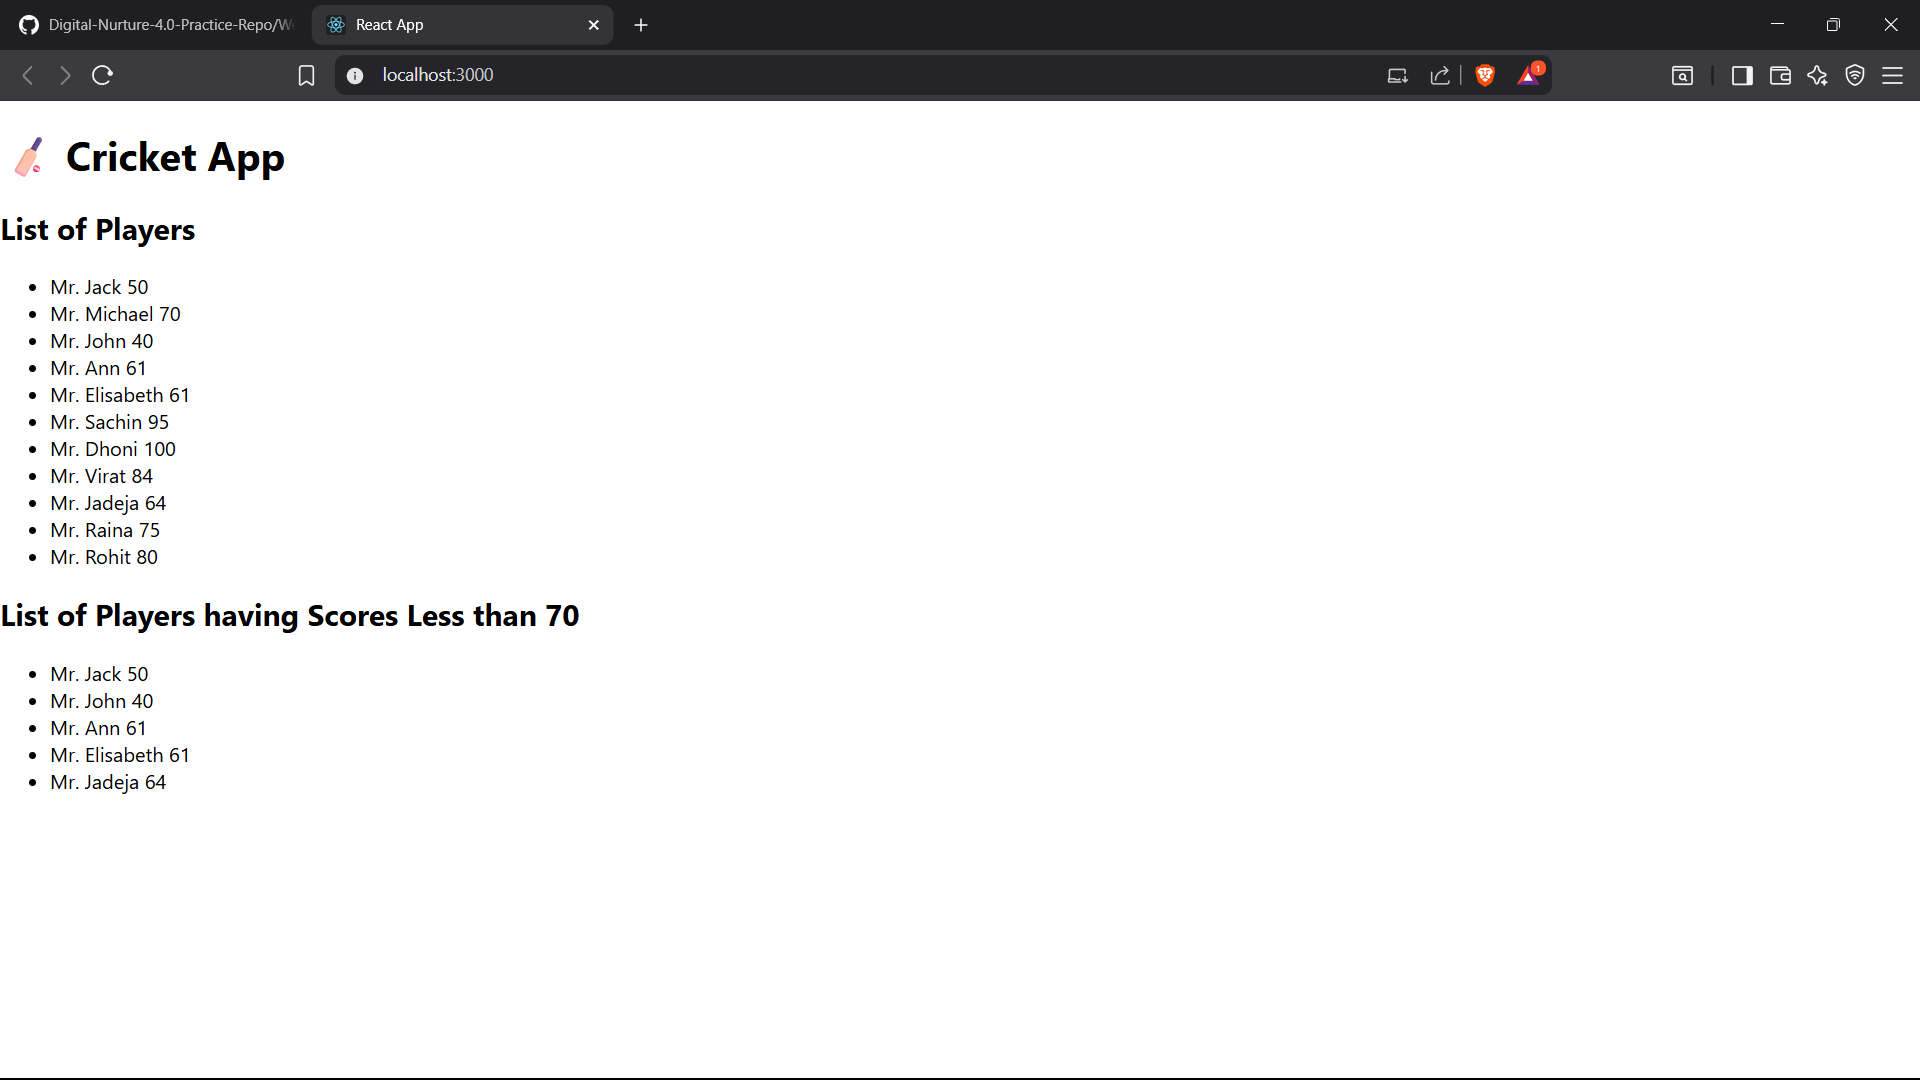 Digital-Nurture-4.0-Practice-Repo/W
React App
localhost:3000
1
Cricket App
List of Players
Mr. Jack 50
Mr. Michael 70
Mr. John 40
Mr. Ann 61
Mr. Elisabeth 61
Mr. Sachin 95
Mr. Dhoni 100
Mr. Virat 84
Mr. Jadeja 64
Mr. Raina 75
Mr. Rohit 80
List of Players having Scores Less than 70
Mr. Jack 50
Mr. John 40
Mr. Ann 61
Mr. Elisabeth 61
Mr. Jadeja 64